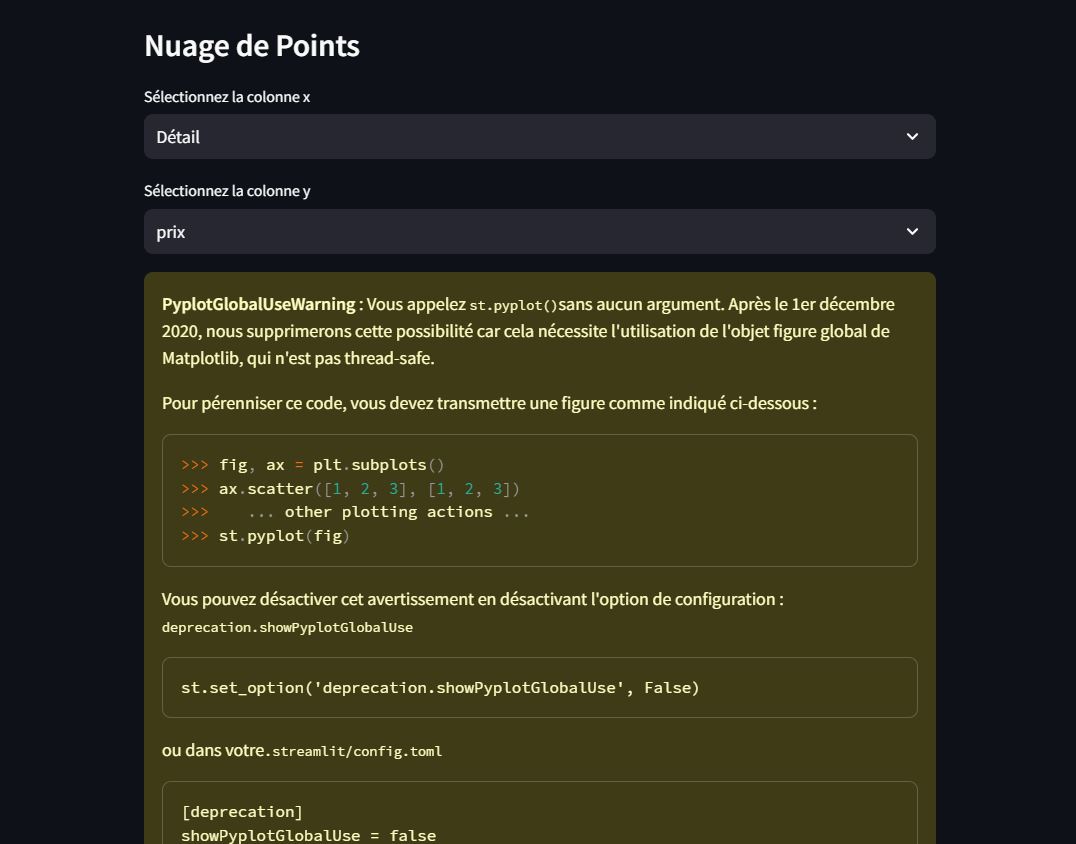 Nuage de Points
Sélectionnez la colonne x
Détail
Sélectionnez la colonne y
prix
PyplotGlobalUseWarning : Vous appelez st.pyplot()sans aucun argument. Après le 1er décembre
2020, nous supprimerons cette possibilité car cela nécessite l'utilisation de l'objet figure global de
Matplotlib, qui n'est pas thread-safe.
Pour pérenniser ce code, vous devez transmettre une figure comme indiqué ci-dessous :
>>> fig, ax = plt.subplots()
>>> ax.scatter([1, 2, 3], [1, 2, 3])
>>>    ... other plotting actions ...
>>> st.pyplot(fig)
Vous pouvez désactiver cet avertissement en désactivant l'option de configuration :
deprecation.showPyplotGlobalUse
st.set_option('deprecation.showPyplotGlobalUse', False)
ou dans votre.streamlit/config.toml
[deprecation]
showPyplotGlobalUse = false